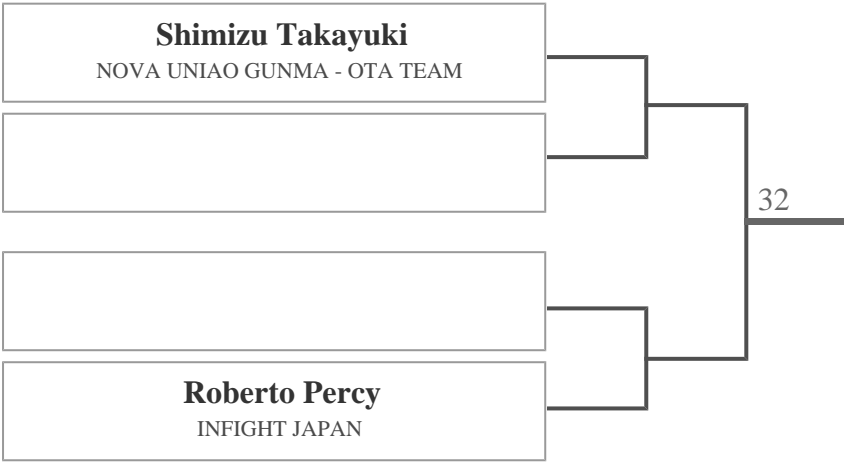 Shimizu Takayuki
NOVA UNIAO GUNMA - OTA TEAM
32
Roberto Percy
INFIGHT JAPAN